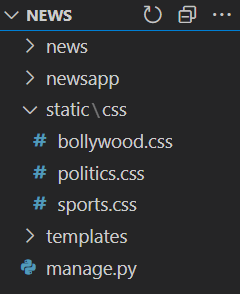 NEWS
news
newsapp
static\css
# bollywood.css
# politics.css
# sports.css
templates
manage.py